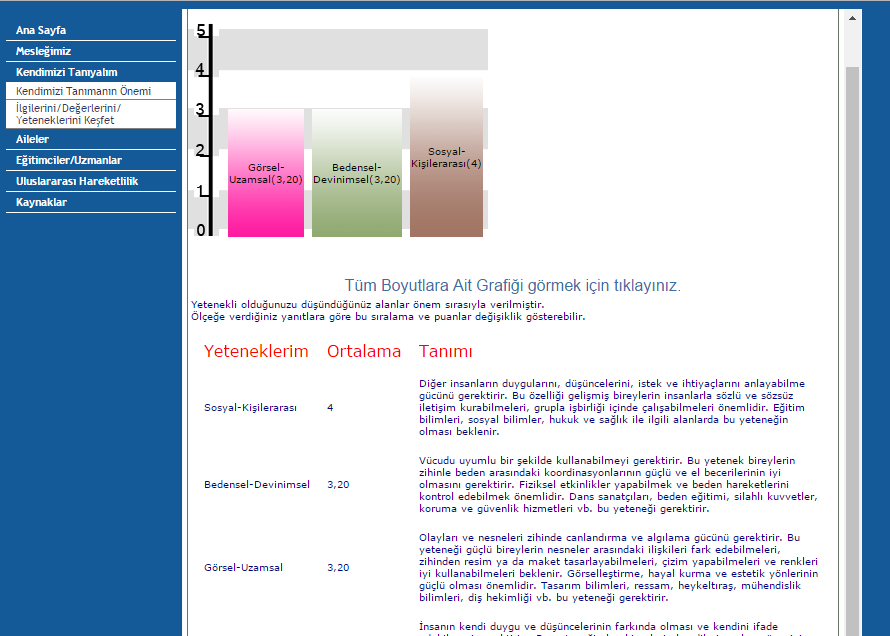 Ana Sayfa
Mesleğimiz
Kendimizi Tanıyalım
Kendimizi Tanımanın Önemi
İlgilerini/Değerlerini/
Yeteneklerini Keşfet
Aileler
Eğitimciler/Uzmanlar
Uluslararası Hareketlilik
Kaynaklar
5
4
3
2
1
0
Görsel-
Uzamsal(3,20)
Bedensel-
Devinimsel(3,20)
Sosyal-
Kişilerarası(4)
Tüm Boyutlara Ait Grafiği görmek için tıklayınız.
Yetenekli olduğunuzu düşündüğünüz alanlar önem sırasıyla verilmiştir.
Ölçeğe verdiğiniz yanıtlara göre bu sıralama ve puanlar değişiklik gösterebilir.
Yeteneklerim Ortalama Tanımı
Sosyal-Kişilerarası 4
Diğer insanların duygularını, düşüncelerini, istek ve ihtiyaçlarını anlayabilme
gücünü gerektirir. Bu özelliği gelişmiş bireylerin insanlarla sözlü ve sözsüz
iletişim kurabilmeleri, grupla işbirliği içinde çalışabilmeleri önemlidir. Eğitim
bilimleri, sosyal bilimler, hukuk ve sağlık ile ilgili alanlarda bu yeteneğin
olması beklenir.
Bedensel-Devinimsel 3,20
Vücudu uyumlu bir şekilde kullanabilmeyi gerektirir. Bu yetenek bireylerin
zihinle beden arasındaki koordinasyonlarının güçlü ve el becerilerinin iyi
olmasını gerektirir. Fiziksel etkinlikler yapabilmek ve beden hareketlerini
kontrol edebilmek önemlidir. Dans sanatçıları, beden eğitimi, silahlı kuvvetler,
koruma ve güvenlik hizmetleri vb. bu yeteneği gerektirir.
Görsel-Uzamsal 3,20
Olayları ve nesneleri zihinde canlandırma ve algılama gücünü gerektirir. Bu
yeteneği güçlü bireylerin nesneler arasındaki ilişkileri fark edebilmeleri,
zihinden resim ya da maket tasarlayabilmeleri, çizim yapabilmeleri ve renkleri
iyi kullanabilmeleri beklenir. Görselleştirme, hayal kurma ve estetik yönlerinin
güçlü olması önemlidir. Tasarım bilimleri, ressam, heykeltıraş, mühendislik
bilimleri, diş hekimliği vb. bu yeteneği gerektirir.
İnsanın kendi duygu ve düşüncelerinin farkında olması ve kendini ifade